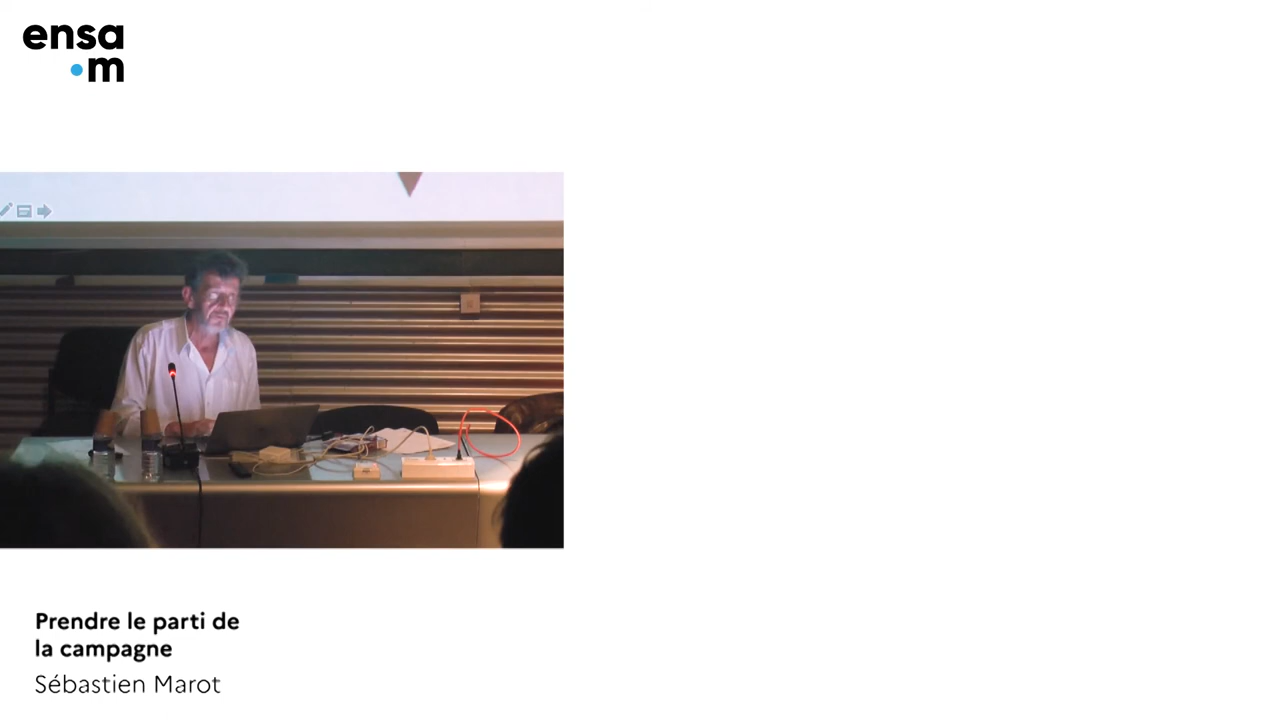 ensa
•m
Prendre le parti de
la campagne
Sébastien Marot